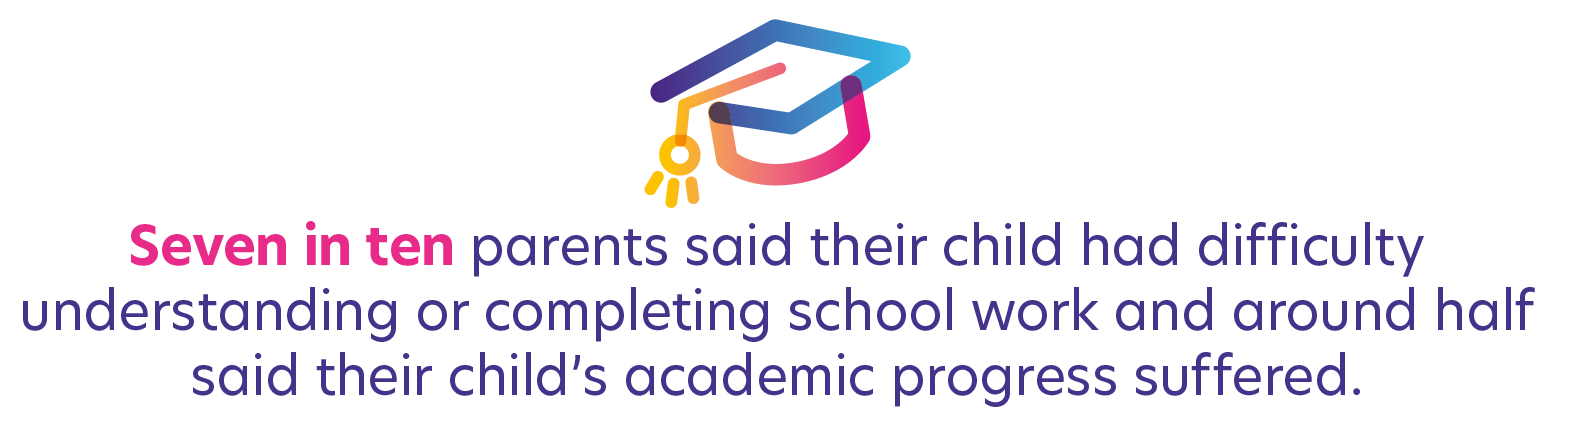 Seven in ten parents said their child had difficulty
understanding or completing school work and around half
said their child’s academic progress suffered.